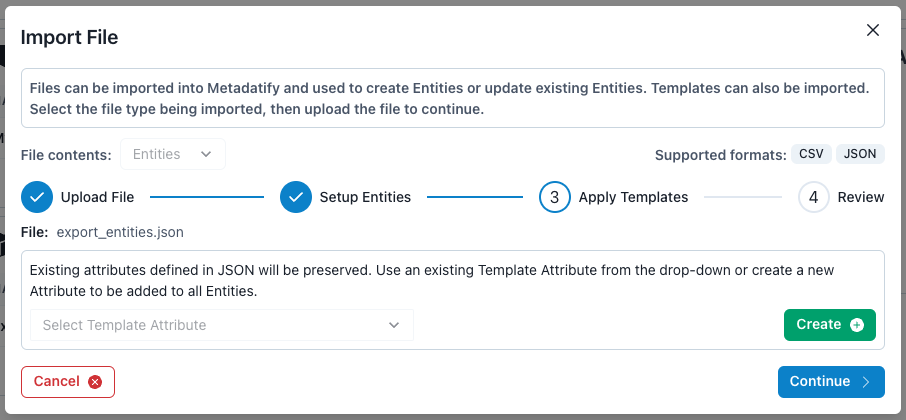 Import File
Files can be imported into Metadatify and used to create Entities or update existing Entities. Templates can also be imported.
Select the file type being imported, then upload the file to continue.
File contents: Entities
Supported formats: CSV JSON
Upload File
Setup Entities
3 Apply Templates
4 Review
File: export_entities.json
Existing attributes defined in JSON will be preserved. Use an existing Template Attribute from the drop-down or create a new
Attribute to be added to all Entities.
Select Template Attribute
Create
Cancel
Continue